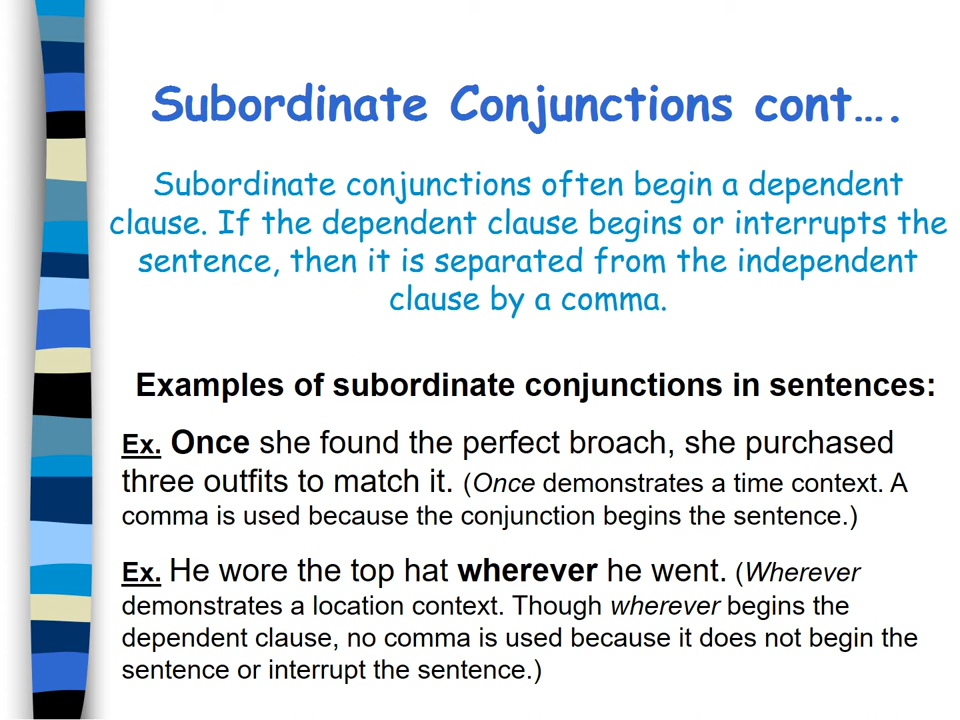 Subordinate Conjunctions cont….
Subordinate conjunctions often begin a dependent
clause. If the dependent clause begins or interrupts the
sentence, then it is separated from the independent
clause by a comma.
Examples of subordinate conjunctions in sentences:
Ex. Once she found the perfect broach, she purchased
three outfits to match it. (Once demonstrates a time context. A
comma is used because the conjunction begins the sentence.)
Ex. He wore the top hat wherever he went. (Wherever
demonstrates a location context. Though wherever begins the
dependent clause, no comma is used because it does not begin the
sentence or interrupt the sentence.)